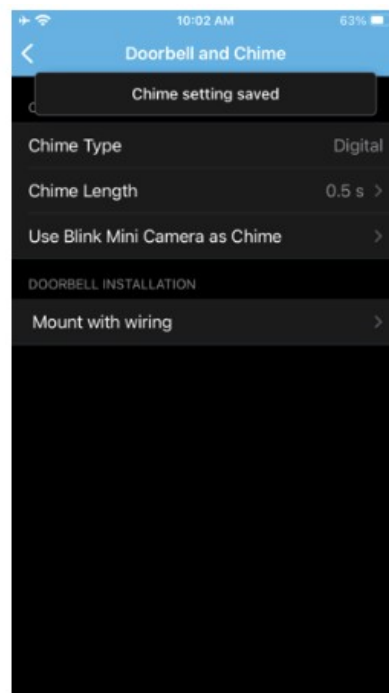 10:02 AM
63%
Doorbell and Chime
Chime setting saved
Chime Type
Digital
Chime Length
0.5 s
Use Blink Mini Camera as Chime
DOORBELL INSTALLATION
Mount with wiring